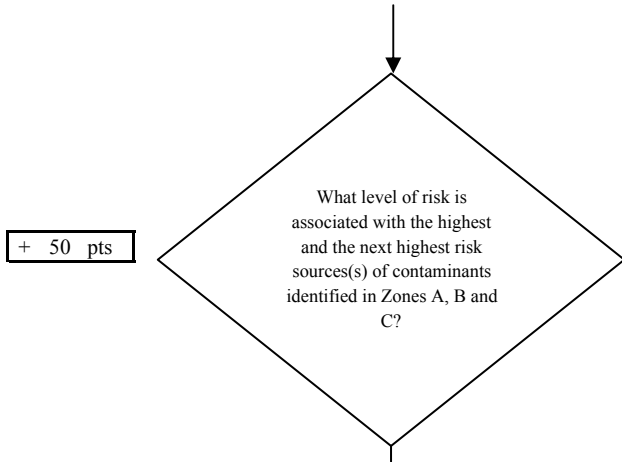 What level of risk is
associated with the highest
and the next highest risk
sources(s) of contaminants
identified in Zones A, B and
C?
+ 50 pts